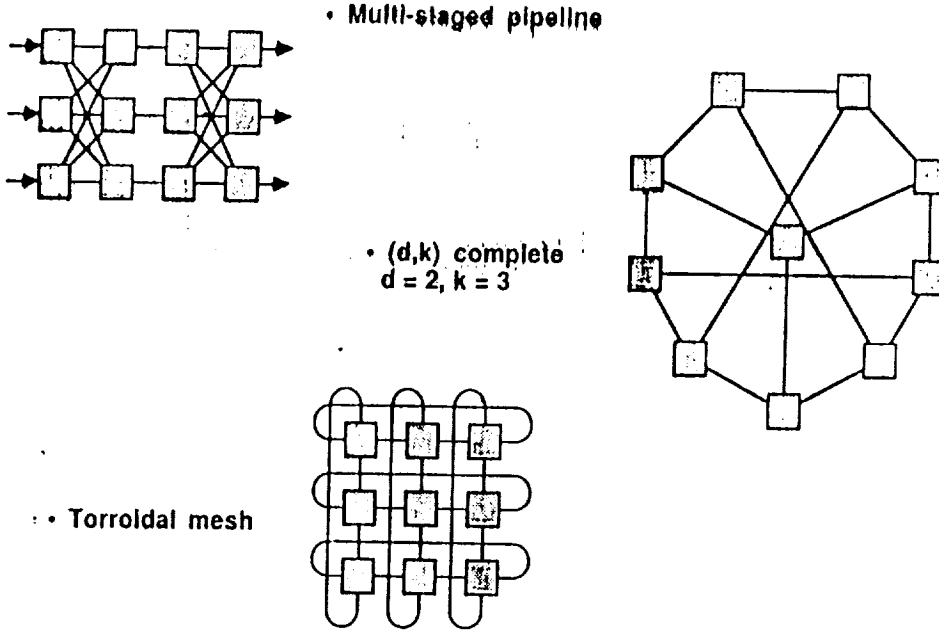 • Multi-staged pipeline
• (d,k) complete
d = 2, k = 3
• Torroidal mesh